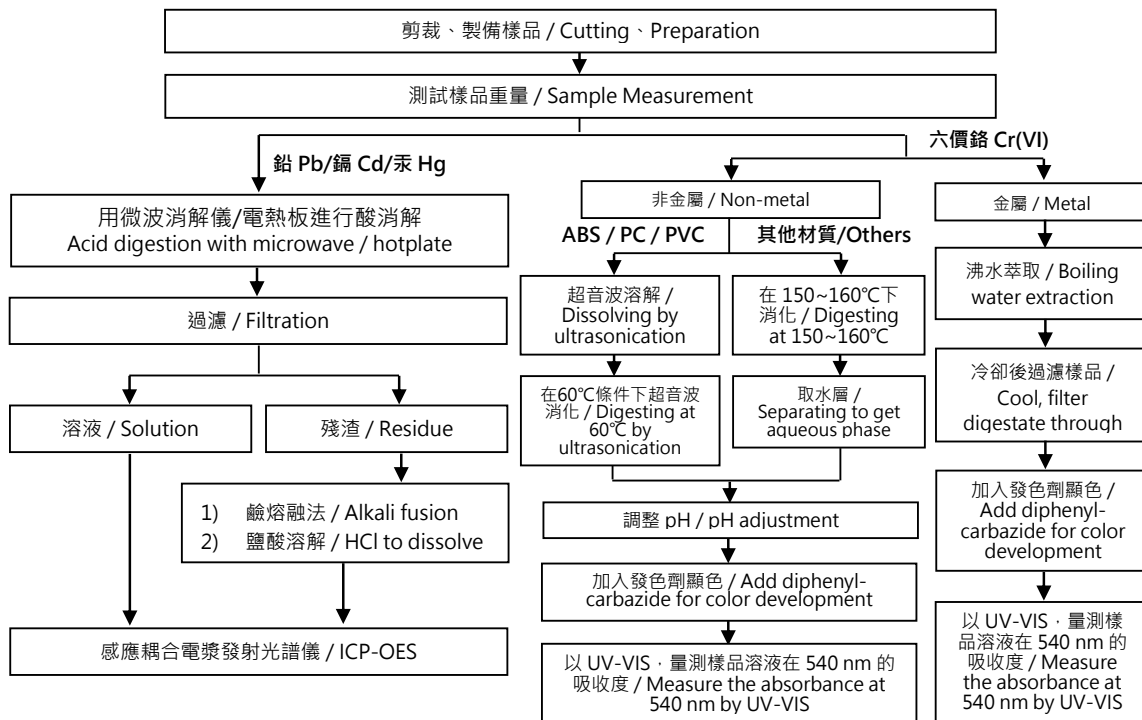 剪裁、製備樣品 / Cutting、Preparation
測試樣品重量 / Sample Measurement
鉛 Pb/鎘 Cd/汞 Hg
六價鉻 Cr(VI)
用微波消解儀/電熱板進行酸消解
Acid digestion with microwave / hotplate
過濾 / Filtration
溶液 / Solution
殘渣 / Residue
1) 鹼熔融法 / Alkali fusion
2) 鹽酸溶解 / HCl to dissolve
感應耦合電漿發射光譜儀 / ICP-OES
非金屬 / Non-metal
ABS / PC / PVC
其他材質/Others
超音波溶解 /
Dissolving by
ultrasonication
在60℃條件下超音波
消化 / Digesting at
60℃ by
ultrasonication
在 150~160℃下
消化 / Digesting
at 150~160℃
取水層 /
Separating to get
aqueous phase
調整 pH / pH adjustment
加入發色劑顯色 / Add diphenyl-
carbazide for color development
以 UV-VIS，量測樣品溶液在 540 nm 的
吸收度 / Measure the absorbance at
540 nm by UV-VIS
金屬 / Metal
沸水萃取 / Boiling
water extraction
冷卻後過濾樣品 /
Cool, filter
digestate through
加入發色劑顯色 /
Add diphenyl-
carbazide for color
development
以 UV-VIS，量測樣
品溶液在 540 nm 的
吸收度 / Measure
the absorbance at
540 nm by UV-VIS